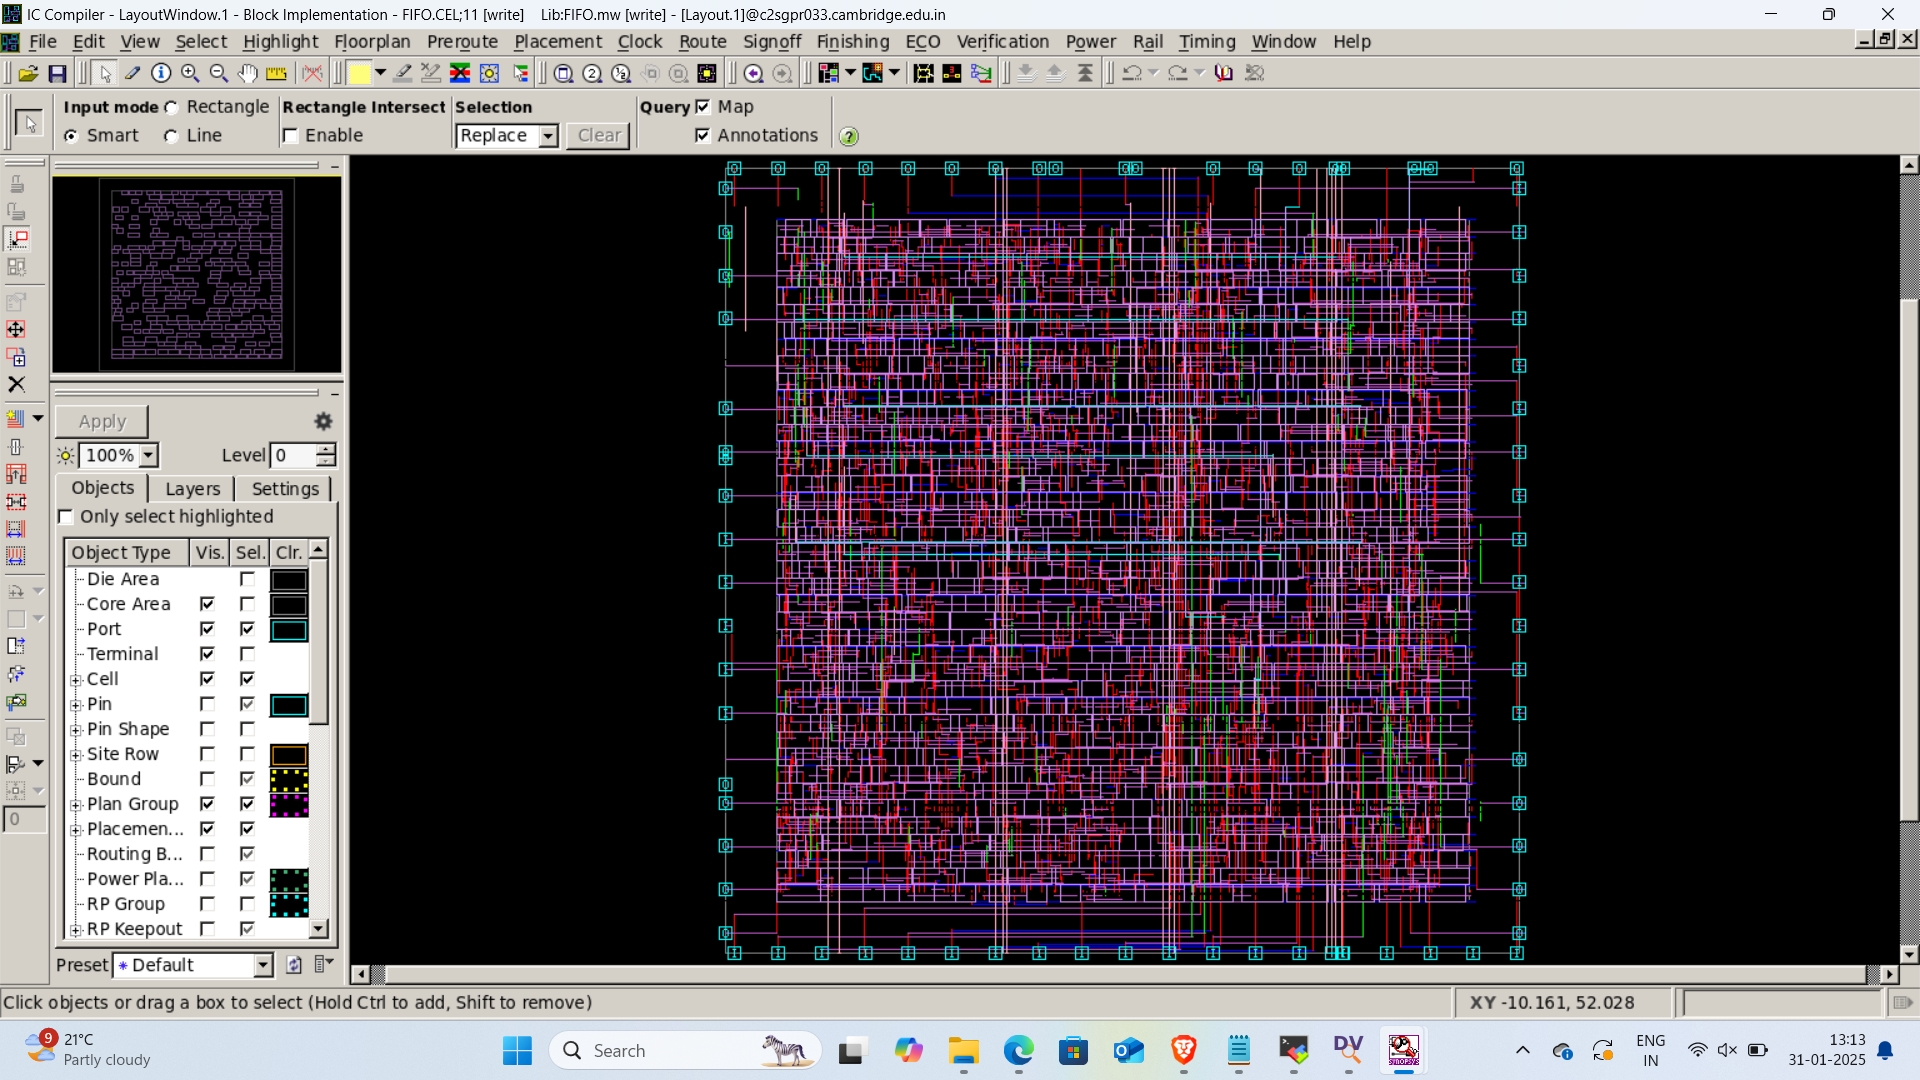 IC Compiler - LayoutWindow.1 - Block Implementation - FIFO.CEL;11 [write]    Lib:FIFO.mw [write] - [Layout.1]@c2sgpr033.cambridge.edu.in
File Edit View Select Highlight Floorplan Preroute Placement Clock Route Signoff Finishing ECO Verification Power Rail Timing Window Help
Input mode Rectangle Rectangle Intersect Selection Query Map
Smart Line Enable Replace Clear Annotations
Apply
100% Level 0
Objects Layers Settings
Only select highlighted
Object Type Vis. Sel. Clr.
Die Area
Core Area
Port
Terminal
Cell
Pin
Pin Shape
Site Row
Bound
Plan Group
Placemen...
Routing B...
Power Pla...
RP Group
RP Keepout
0
Preset * Default
Click objects or drag a box to select (Hold Ctrl to add, Shift to remove)
XY -10.161, 52.028
9
21°C
Partly cloudy
Search
DV
SYNOPSYS
ENG
IN
13:13
31-01-2025